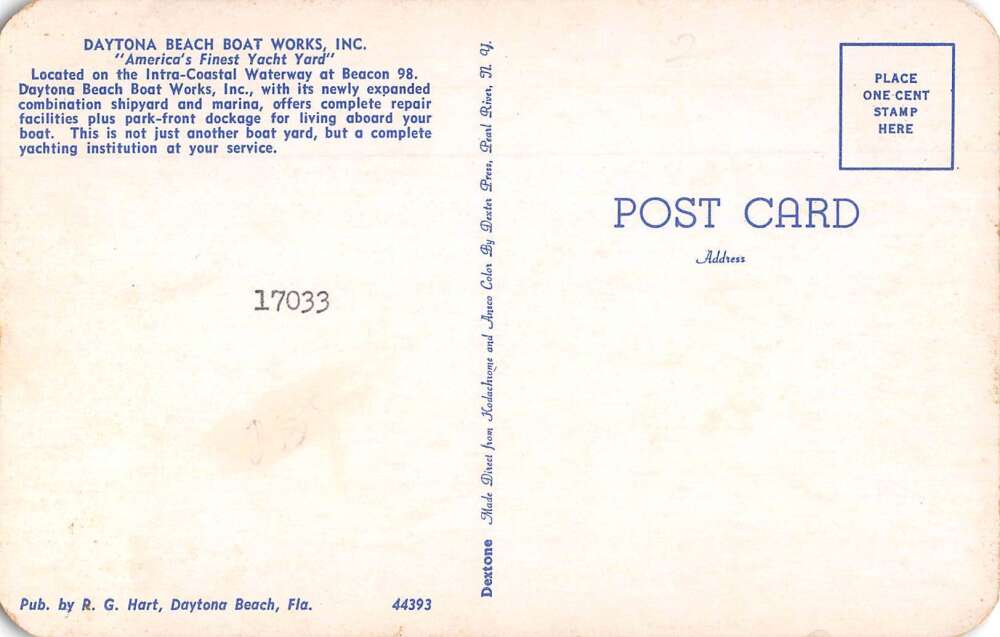 DAYTONA BEACH BOAT WORKS, INC.
"America's Finest Yacht Yard"
Located on the Intra-Coastal Waterway at Beacon 98.
Daytona Beach Boat Works, Inc., with its newly expanded
combination shipyard and marina, offers complete repair
facilities plus park-front dockage for living aboard your
boat. This is not just another boat yard, but a complete
yachting institution at your service.
17033
Pub. by R. G. Hart, Daytona Beach, Fla. 44393
Dextone Made Direct from Kodachrome and Ansco Color By Dexter Press, Pearl River, N. Y.
2
PLACE
ONE CENT
STAMP
HERE
POST CARD
Address